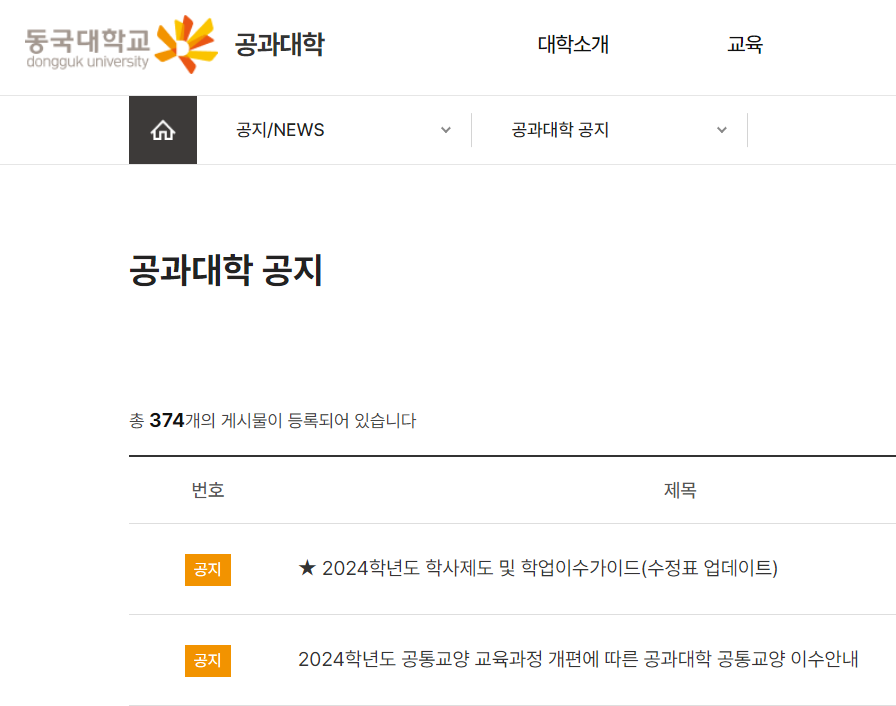 동국대학교
dongguk university
공과대학
대학소개
교육
공지/NEWS
공과대학 공지
공과대학 공지
총 374개의 게시물이 등록되어 있습니다
번호
제목
공지
★ 2024학년도 학사제도 및 학업이수가이드(수정표 업데이트)
공지
2024학년도 공통교양 교육과정 개편에 따른 공과대학 공통교양 이수안내